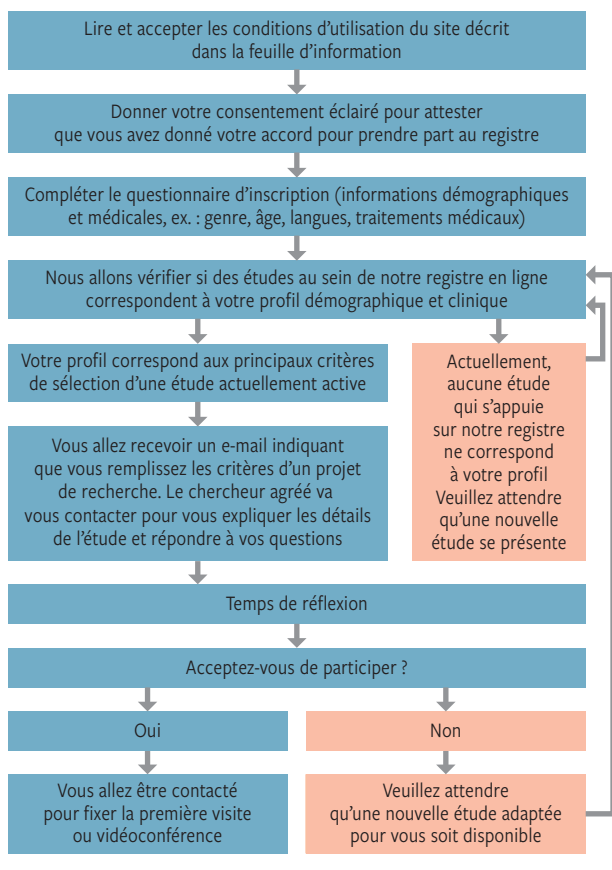 Lire et accepter les conditions d’utilisation du site décrit
dans la feuille d’information
Donner votre consentement éclairé pour attester
que vous avez donné votre accord pour prendre part au registre
Compléter le questionnaire d’inscription (informations démographiques
et médicales, ex. : genre, âge, langues, traitements médicaux)
Nous allons vérifier si des études au sein de notre registre en ligne
correspondent à votre profil démographique et clinique
Votre profil correspond aux principaux critères
de sélection d’une étude actuellement active
Vous allez recevoir un e-mail indiquant
que vous remplissez les critères d’un projet
de recherche. Le chercheur agréé va
vous contacter pour vous expliquer les détails
de l’étude et répondre à vos questions
Actuellement,
aucune étude
qui s’appuie
sur notre registre
ne correspond
à votre profil
Veuillez attendre
qu’une nouvelle
étude se présente
Temps de réflexion
Acceptez-vous de participer ?
Oui
Non
Vous allez être contacté
pour fixer la première visite
ou vidéoconférence
Veuillez attendre
qu’une nouvelle étude adaptée
pour vous soit disponible